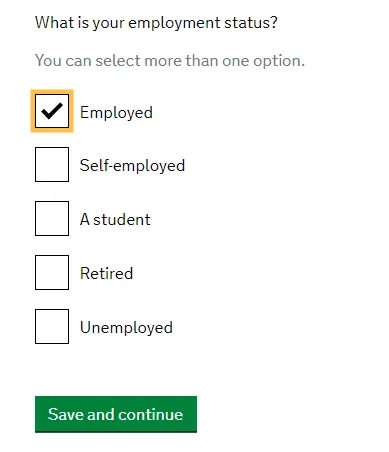 What is your employment status?
You can select more than one option.
Employed
Self-employed
A student
Retired
Unemployed
Save and continue